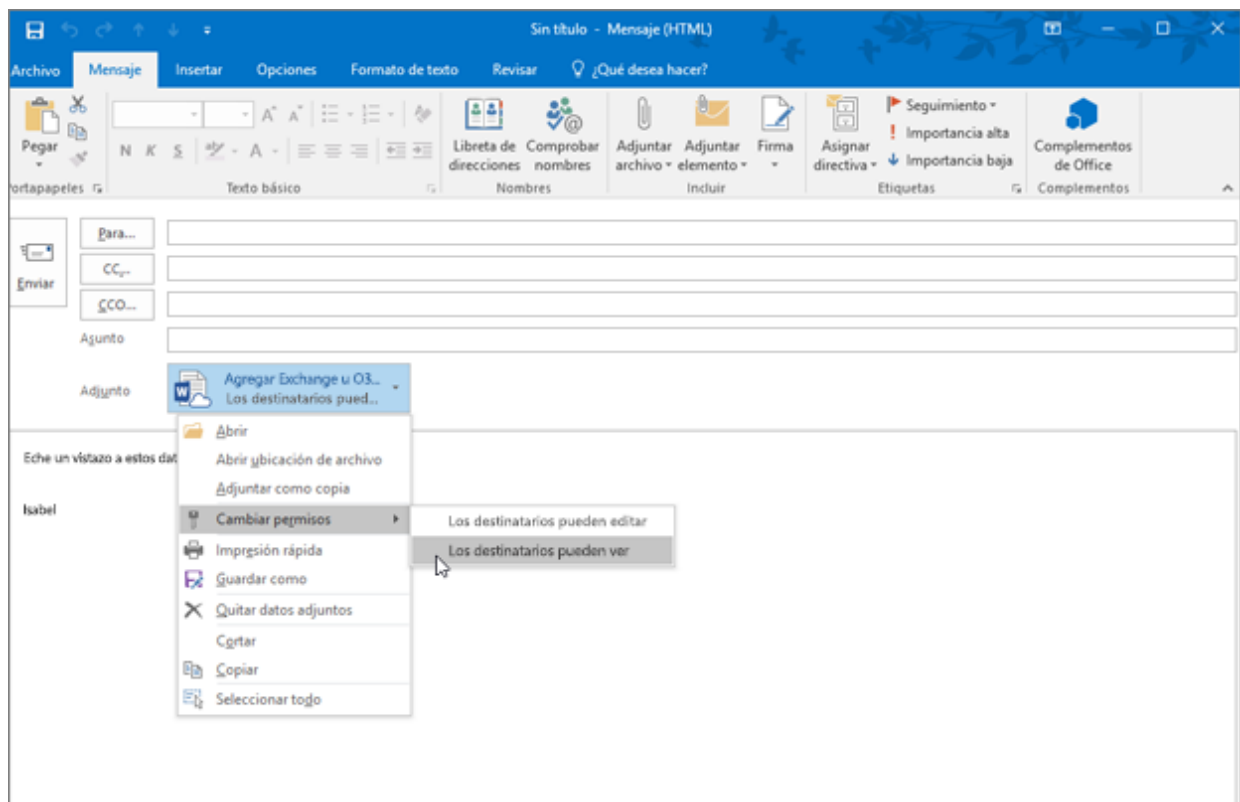 Sin título - Mensaje (HTML)
Archivo Mensaje Insertar Opciones Formato de texto Revisar ¿Qué desea hacer?
Pegar
N K S A
Libreta de direcciones
Comprobar nombres
Adjuntar archivo
Adjuntar elemento
Firma
Asignar directiva
Seguimiento
Importancia alta
Importancia baja
Complementos de Office
ortapapeles Texto básico Nombres Incluir Etiquetas Complementos
Enviar
Para...
CC...
CCO...
Asunto
Adjunto
Agregar Exchange u O3...
Los destinatarios pued...
Eche un vistazo a estos dat
Isabel
Abrir
Abrir ubicación de archivo
Adjuntar como copia
Cambiar permisos
Los destinatarios pueden editar
Los destinatarios pueden ver
Impresión rápida
Guardar como
Quitar datos adjuntos
Cortar
Copiar
Seleccionar todo